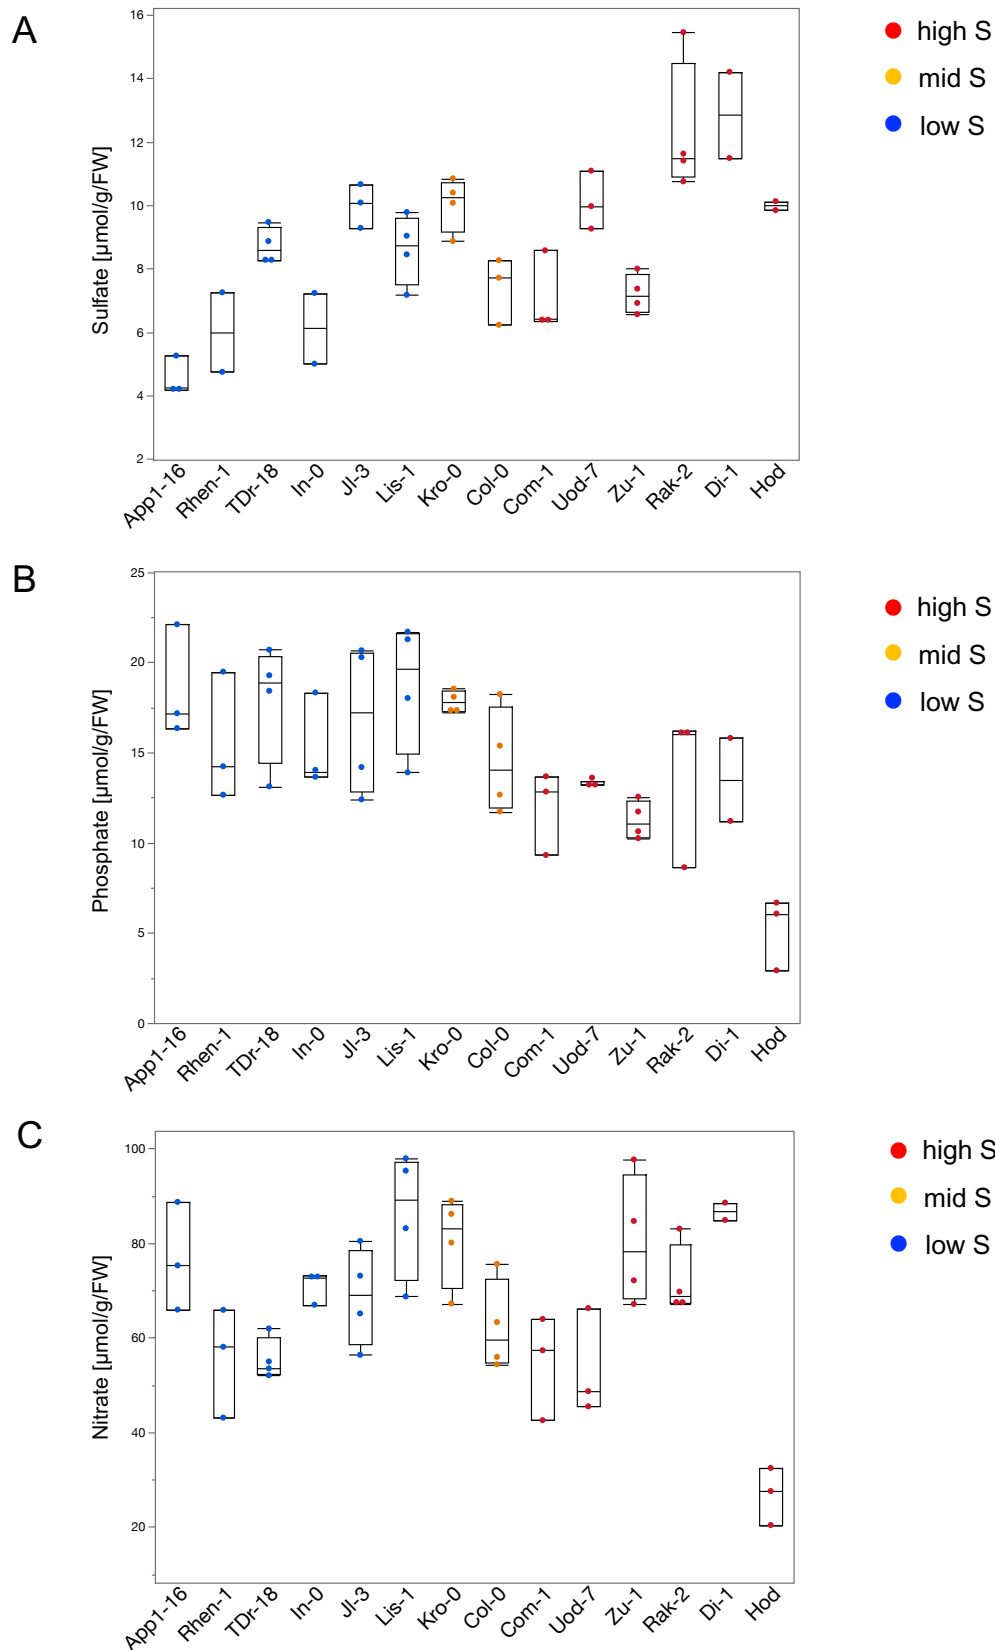 A
high S
mid S
low S
Sulfate [µmol/g/FW]
16
14
12
10
8
6
4
2
App1-16
Rhen-1
TDr-18
In-0
Jl-3
Lis-1
Kro-0
Col-0
Com-1
Uod-7
Zu-1
Rak-2
Di-1
Hod
B
high S
mid S
low S
Phosphate [µmol/g/FW]
25
20
15
10
5
0
App1-16
Rhen-1
TDr-18
In-0
Jl-3
Lis-1
Kro-0
Col-0
Com-1
Uod-7
Zu-1
Rak-2
Di-1
Hod
C
high S
mid S
low S
Nitrate [µmol/g/FW]
100
80
60
40
20
App1-16
Rhen-1
TDr-18
In-0
Jl-3
Lis-1
Kro-0
Col-0
Com-1
Uod-7
Zu-1
Rak-2
Di-1
Hod